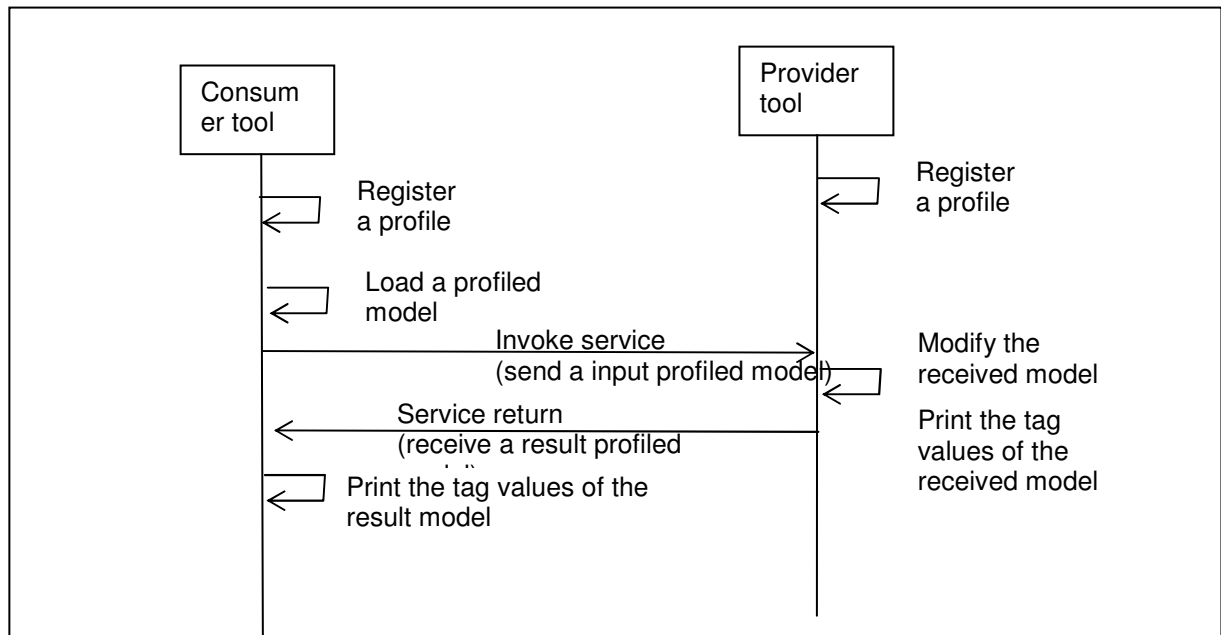 Consum
er tool
Provider
tool
Register
a profile
Register
a profile
Load a profiled
model
Invoke service
(send a input profiled model)
Modify the
received model
Service return
(receive a result profiled
Print the tag
values of the
received model
Print the tag values of the
result model